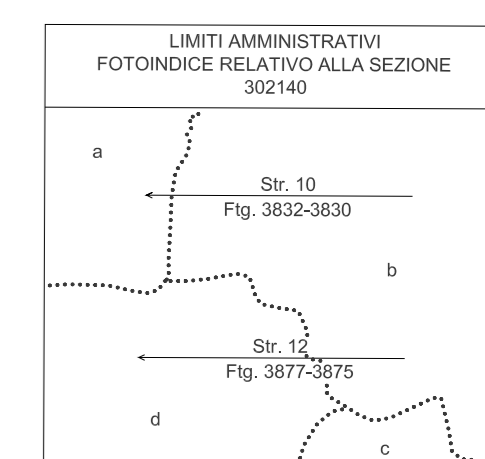 LIMITI AMMINISTRATIVI
FOTOINDICE RELATIVO ALLA SEZIONE
302140
a
Str. 10
Ftg. 3832-3830
b
Str. 12
Ftg. 3877-3875
d
c